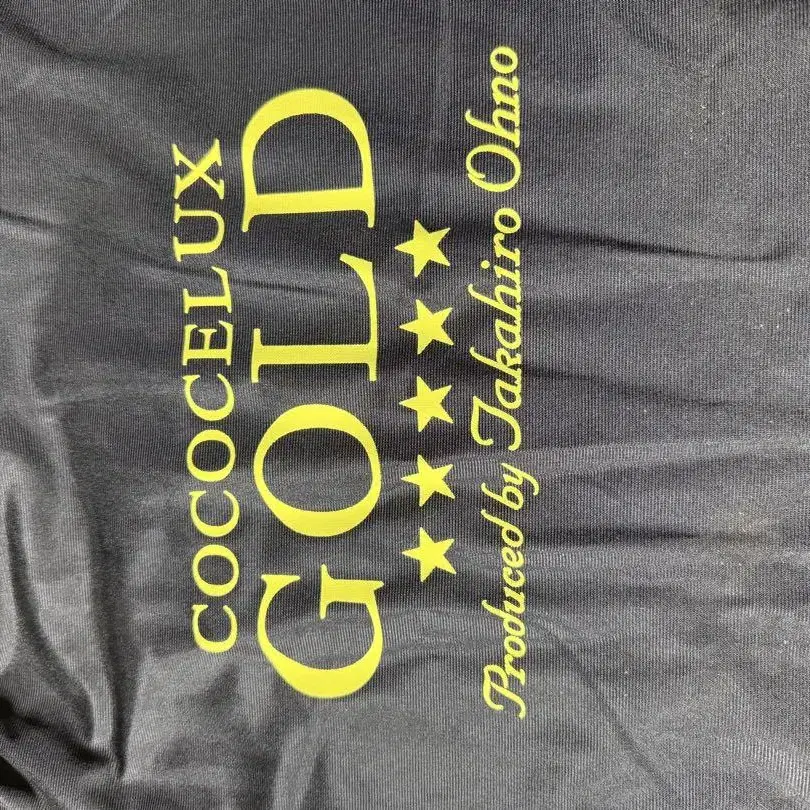 COCOCELUX
GOLD
★★★★★
Produced by Takahiro Ohno